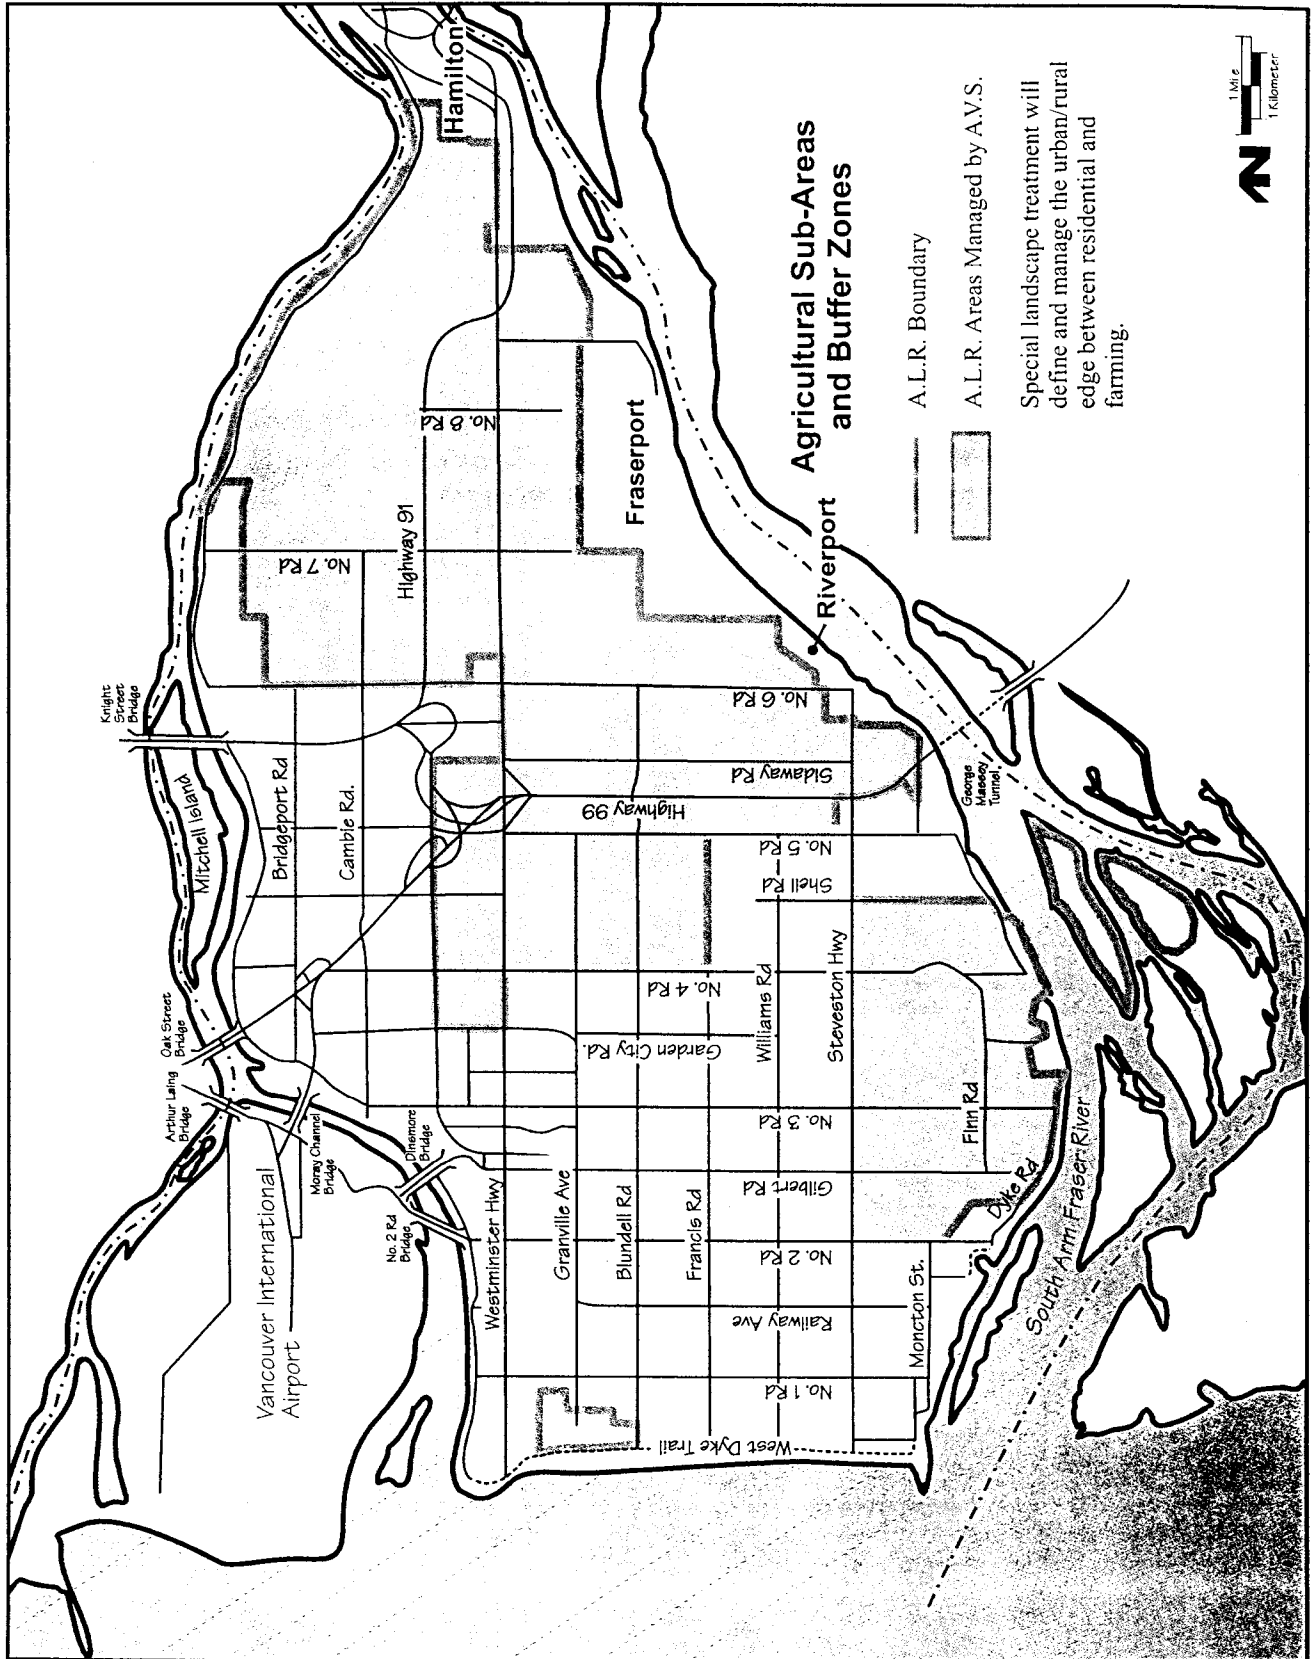 Hamilton
Knight
Street
Bridge
Mitchell Island
Bridgeport Rd
Cambie Rd.
Oak Street
Bridge
Arthur Laing
Bridge
Moray Channel
Bridge
Dinsmore
Bridge
No. 2 Rd
Bridge
Vancouver International
Airport
Highway 91
No. 7 Rd
No. 8 Rd
Fraserport
Riverport
No. 6 Rd
Sidaway Rd
Highway 99
No. 5 Rd
Shell Rd
No. 4 Rd
Garden City Rd.
No. 3 Rd
Gilbert Rd
No. 2 Rd
Railway Ave
No. 1 Rd
West Dyke Trail
Westminster Hwy
Granville Ave
Blundell Rd
Francis Rd
Williams Rd
Steveston Hwy
Finn Rd
Dyke Rd
Moncton St.
South Arm Fraser River
George
Massey
Tunnel
Agricultural Sub-Areas
and Buffer Zones
A.L.R. Boundary
A.L.R. Areas Managed by A.V.S.
Special landscape treatment will
define and manage the urban/rural
edge between residential and
farming.
N
1 Mile
1 Kilometer